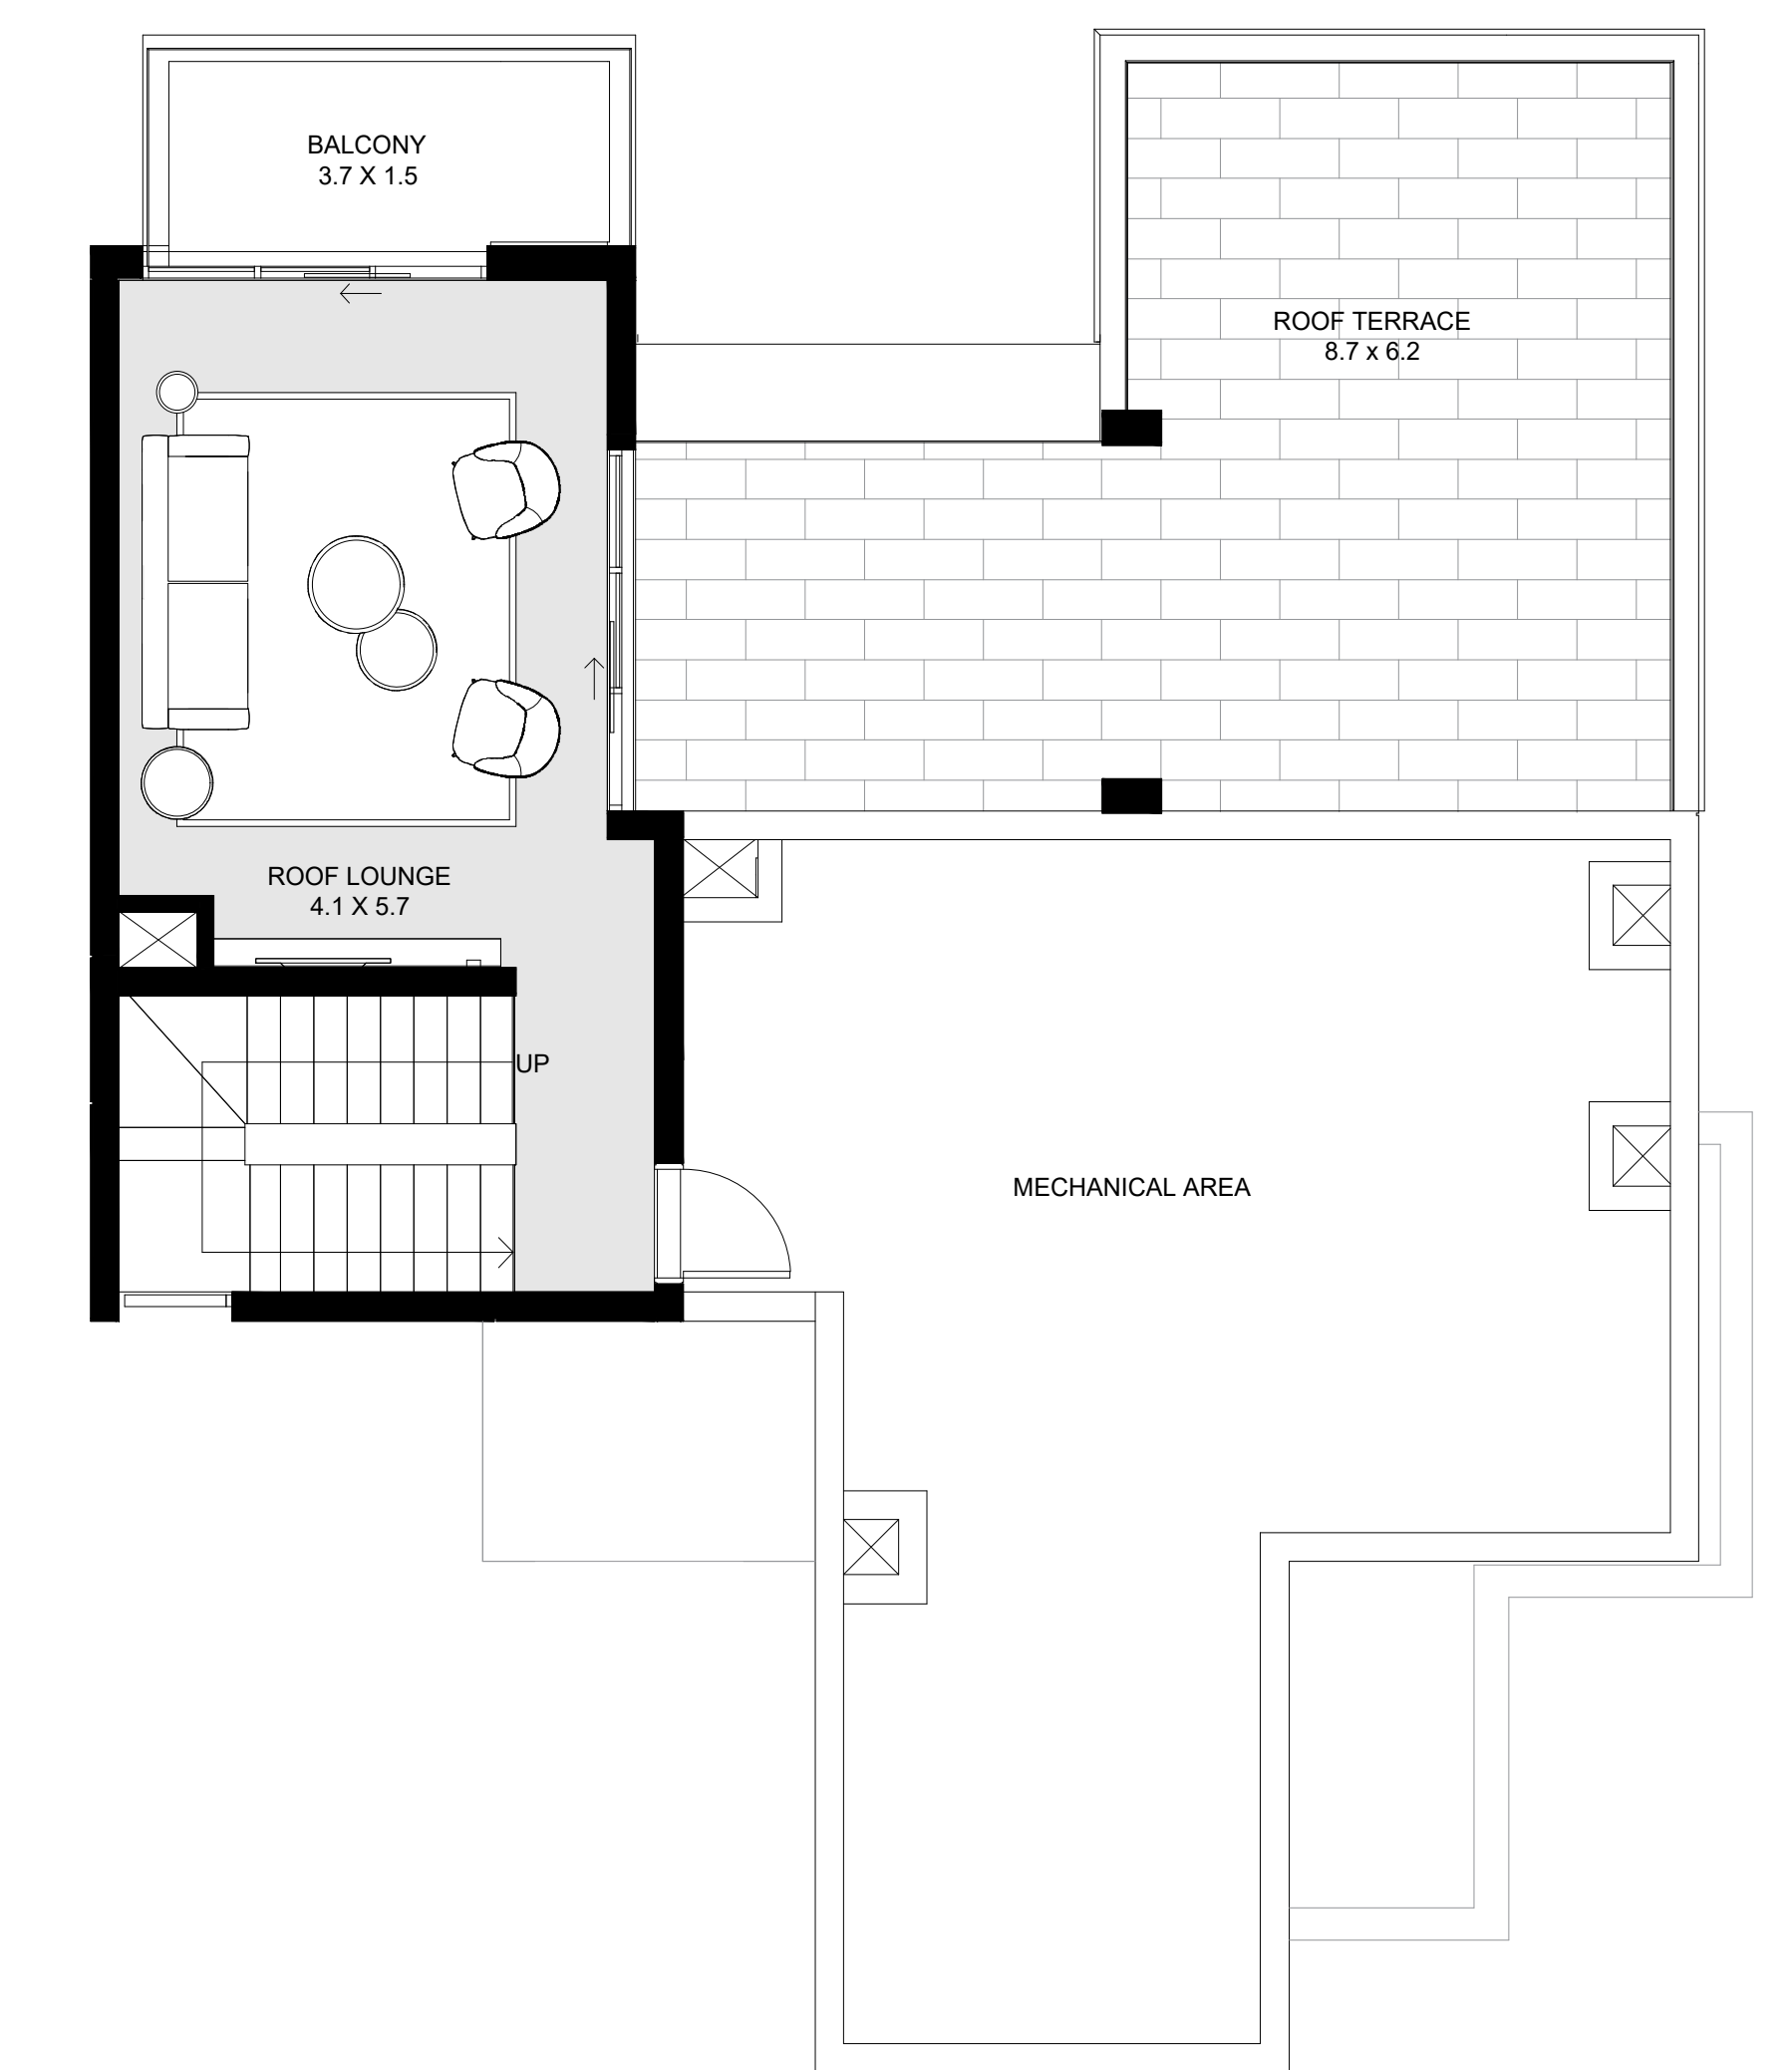 BALCONY
3.7 X 1.5
ROOF TERRACE
8.7 x 6.2
ROOF LOUNGE
4.1 X 5.7
UP
MECHANICAL AREA